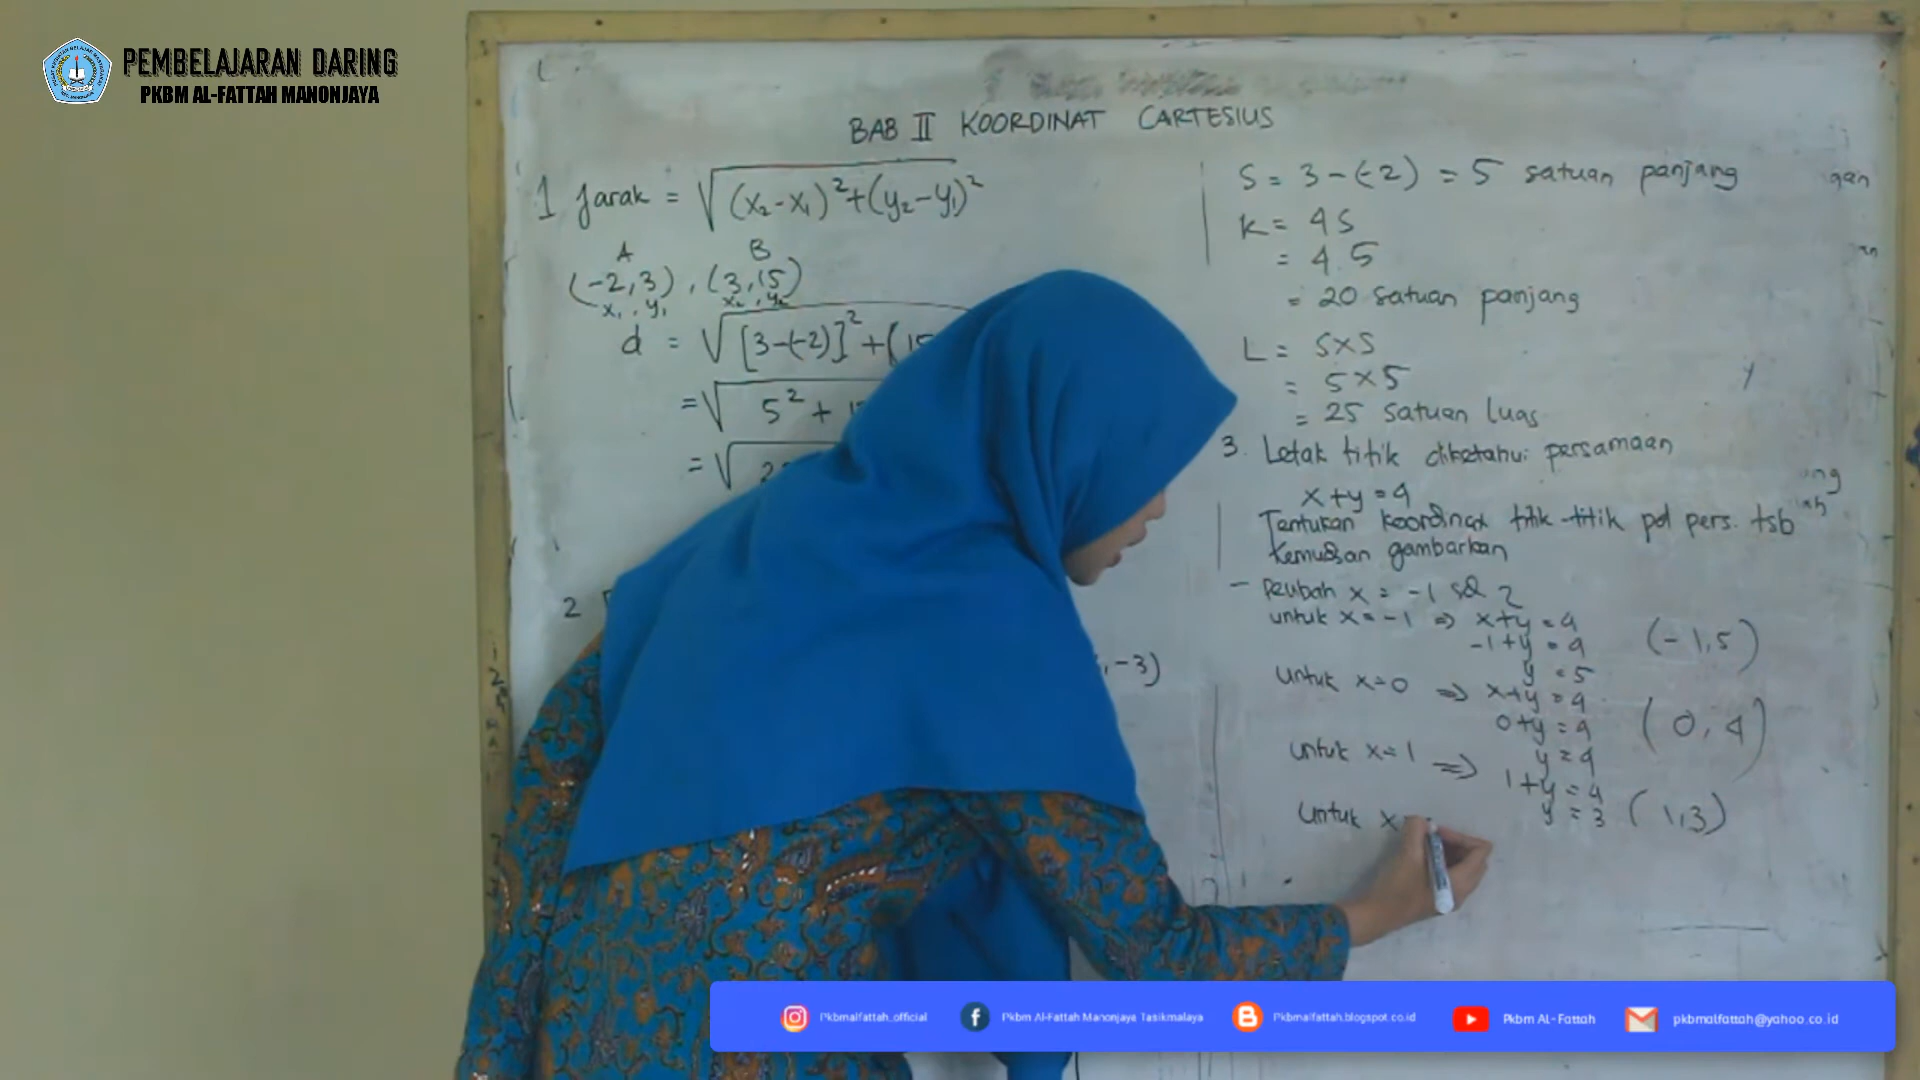 PEMBELAJARAN DARING
PKBM AL-FATTAH MANONJAYA
BAB II KOORDINAT CARTESIUS
1 Jarak = √(x₂-x₁)²+(y₂-y₁)²
A B
(-2,3), (3,15)
x₁, y₁ x₂, y₂
d = √[3-(-2)]²+(15
=√ 5² +
=√
2
, -3)
S = 3-(-2) = 5 satuan panjang
K = 4S
= 4.5
= 20 satuan panjang
L = S×S
= 5×5
= 25 satuan luas
3. Letak titik diketahui persamaan
x+y=4
Tentukan koordinat titik-titik pd pers. tsb
kemudian gambarkan
- Peubah x = -1 sd 2
untuk x=-1 ⇒ x+y=4
-1+y=4
y=5
(-1,5)
untuk x=0 ⇒ x+y=4
0+y=4
y=4
(0,4)
untuk x=1 ⇒ 1+y=4
y=3 (1,3)
untuk x
Pkbmalfattah_official
Pkbm Al-Fattah Manonjaya Tasikmalaya
Pkbmalfattah.blogspot.co.id
Pkbm AL-Fattah
pkbmalfattah@yahoo.co.id